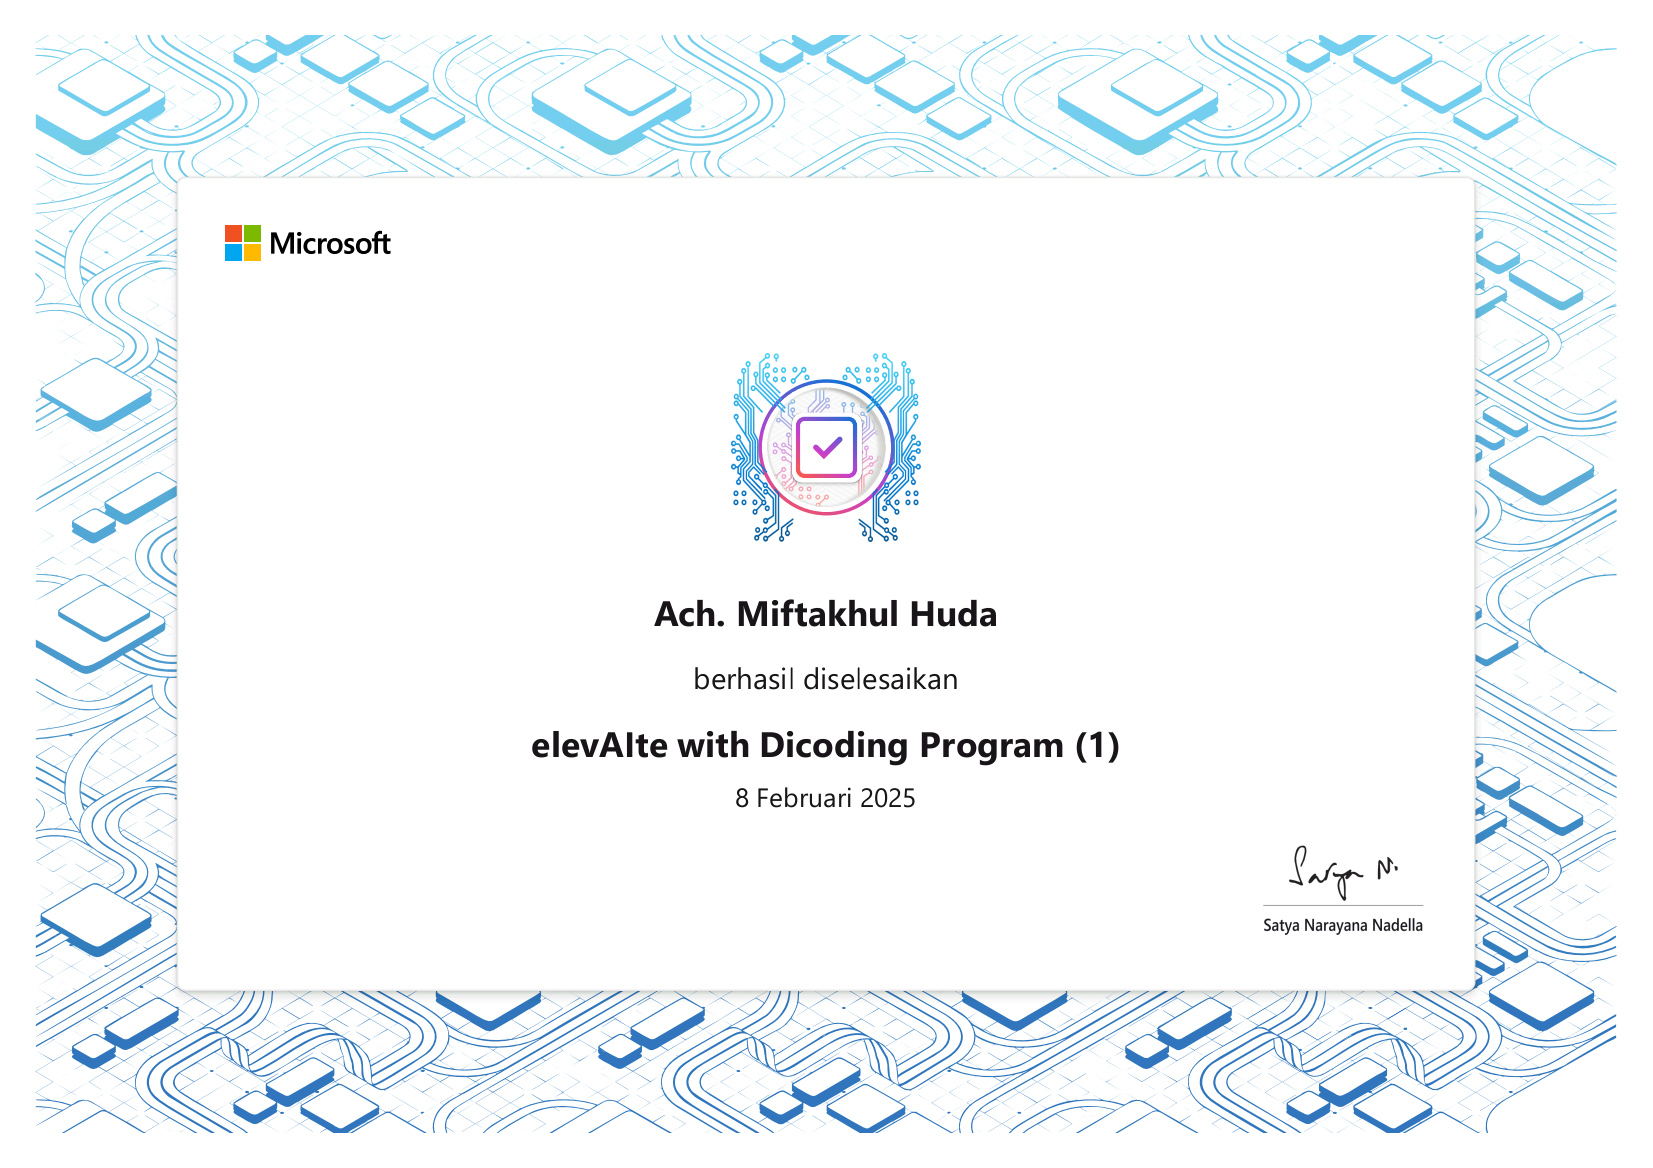 Microsoft
Ach. Miftakhul Huda
berhasil diselesaikan
elevAIte with Dicoding Program (1)
8 Februari 2025
Satya N.
Satya Narayana Nadella